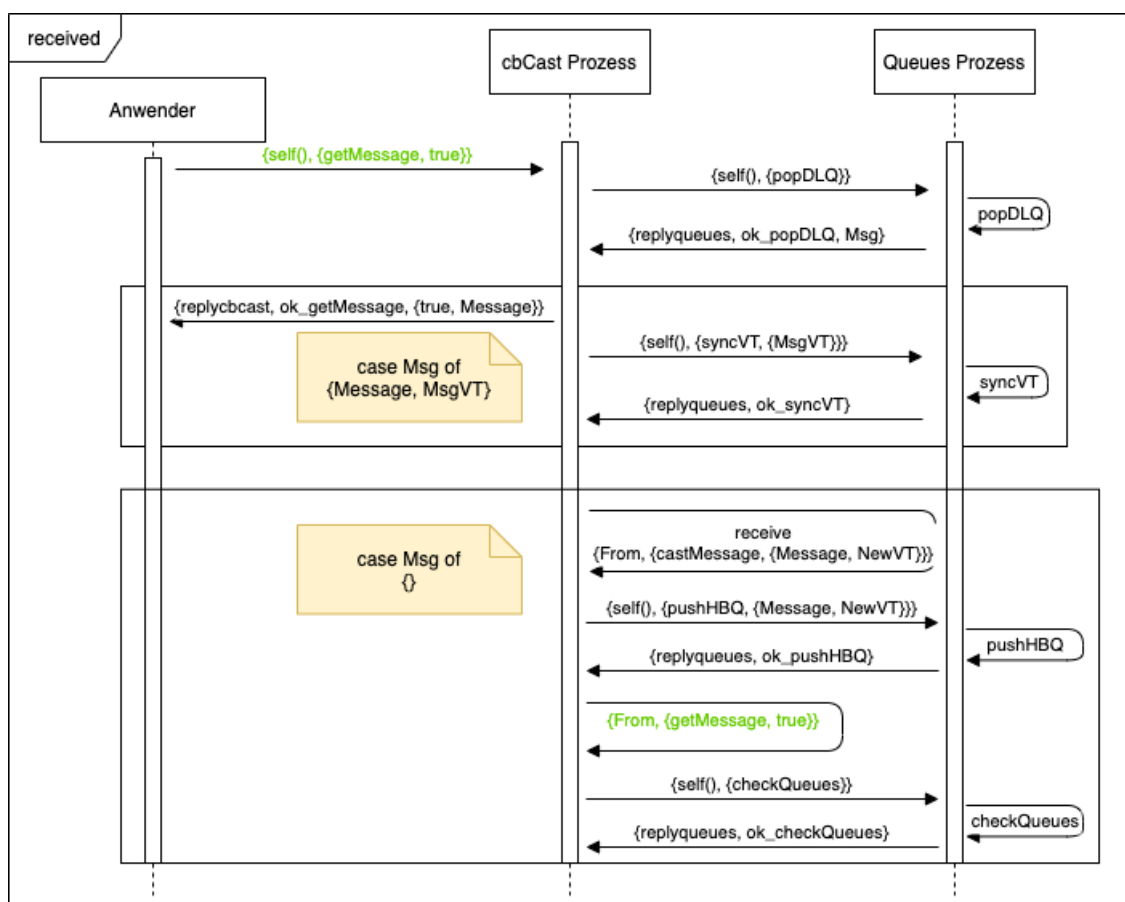 received
Anwender
cbCast Prozess
Queues Prozess
{self(), {getMessage, true}}
{self(), {popDLQ}}
popDLQ
{replyqueues, ok_popDLQ, Msg}
{replycbcast, ok_getMessage, {true, Message}}
case Msg of
{Message, MsgVT}
{self(), {syncVT, {MsgVT}}}
syncVT
{replyqueues, ok_syncVT}
case Msg of
{}
receive
{From, {castMessage, {Message, NewVT}}}
{self(), {pushHBQ, {Message, NewVT}}}
pushHBQ
{replyqueues, ok_pushHBQ}
{From, {getMessage, true}}
{self(), {checkQueues}}
checkQueues
{replyqueues, ok_checkQueues}